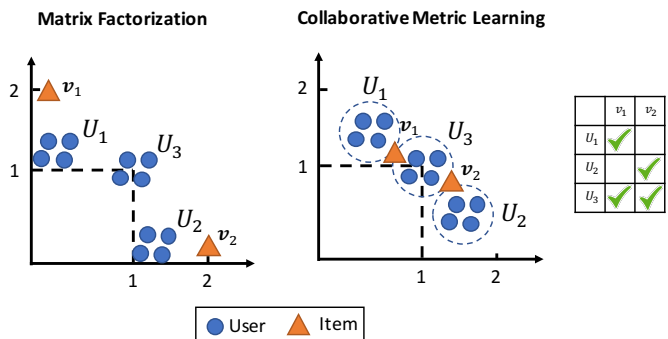 Matrix Factorization
Collaborative Metric Learning
2
v₁
U₁
U₃
1
U₂
v₂
1
2
2
U₁
v₁
U₃
1
v₂
U₂
1
2
v₁ v₂
U₁ ✓
U₂ ✓
U₃ ✓ ✓
User Item